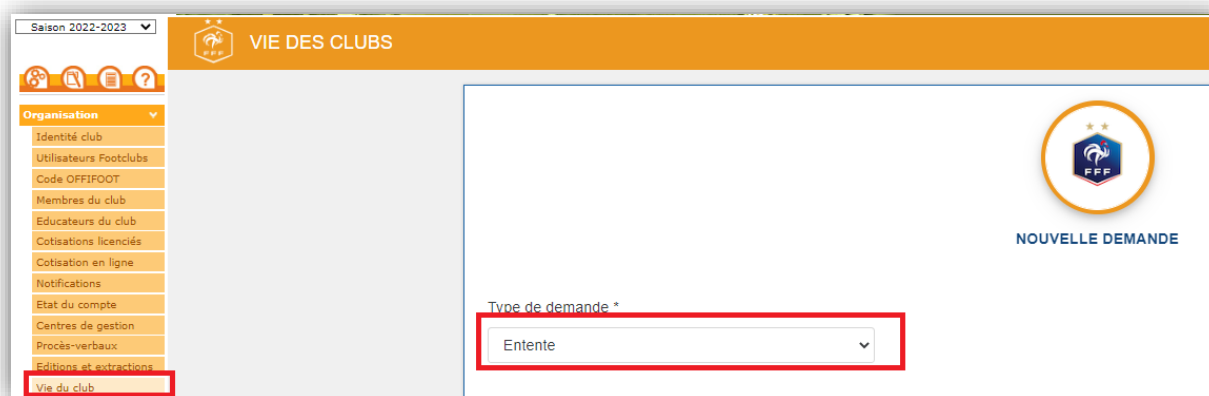 Saison 2022-2023
FFF
VIE DES CLUBS
?
Organisation
Identité club
Utilisateurs Footclubs
Code OFFIFOOT
Membres du club
Educateurs du club
Cotisations licenciés
Cotisation en ligne
Notifications
Etat du compte
Centres de gestion
Procès-verbaux
Editions et extractions
Vie du club
FFF
NOUVELLE DEMANDE
Type de demande *
Entente